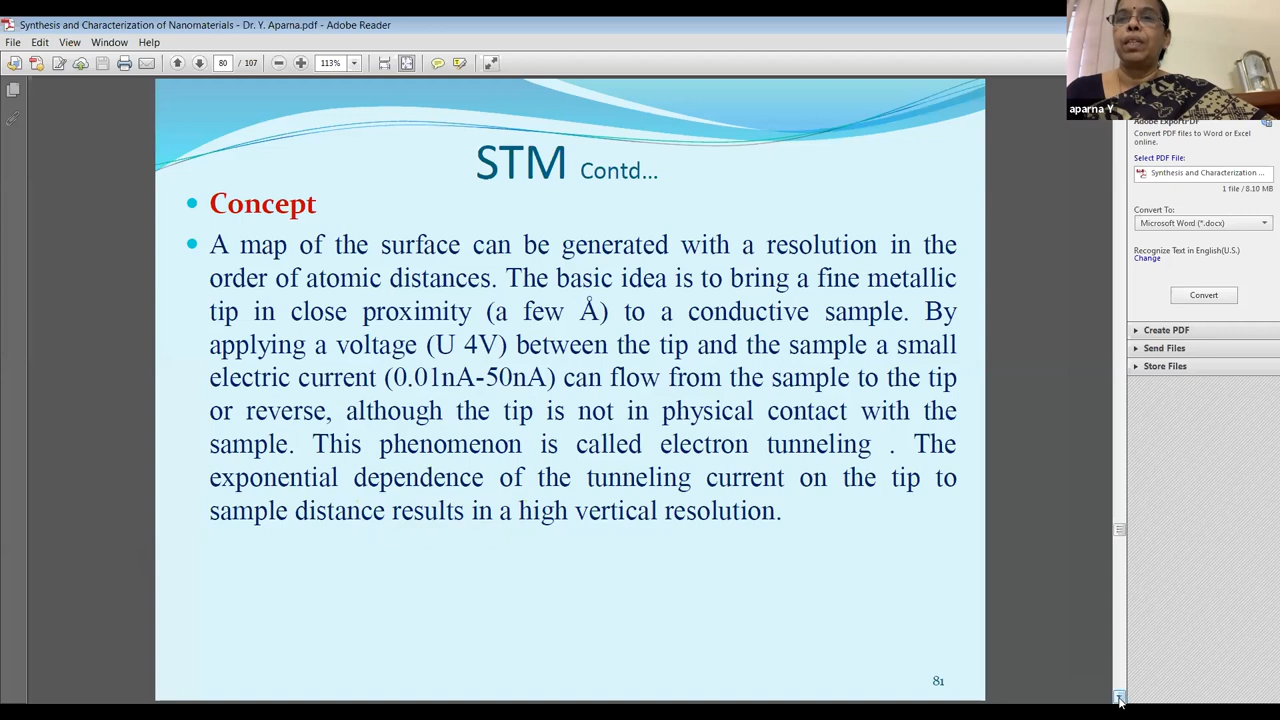 Synthesis and Characterization of Nanomaterials - Dr. Y. Aparna.pdf - Adobe Reader
File Edit View Window Help
80 / 107 113%
aparna Y
Adobe ExportPDF
Convert PDF files to Word or Excel
online.
Select PDF File:
Synthesis and Characterization ...
1 file / 8.10 MB
Convert To:
Microsoft Word (*.docx)
Recognize Text in English(U.S.)
Change
Convert
Create PDF
Send Files
Store Files
STM Contd...
Concept
A map of the surface can be generated with a resolution in the
order of atomic distances. The basic idea is to bring a fine metallic
tip in close proximity (a few Å) to a conductive sample. By
applying a voltage (U 4V) between the tip and the sample a small
electric current (0.01nA-50nA) can flow from the sample to the tip
or reverse, although the tip is not in physical contact with the
sample. This phenomenon is called electron tunneling . The
exponential dependence of the tunneling current on the tip to
sample distance results in a high vertical resolution.
81